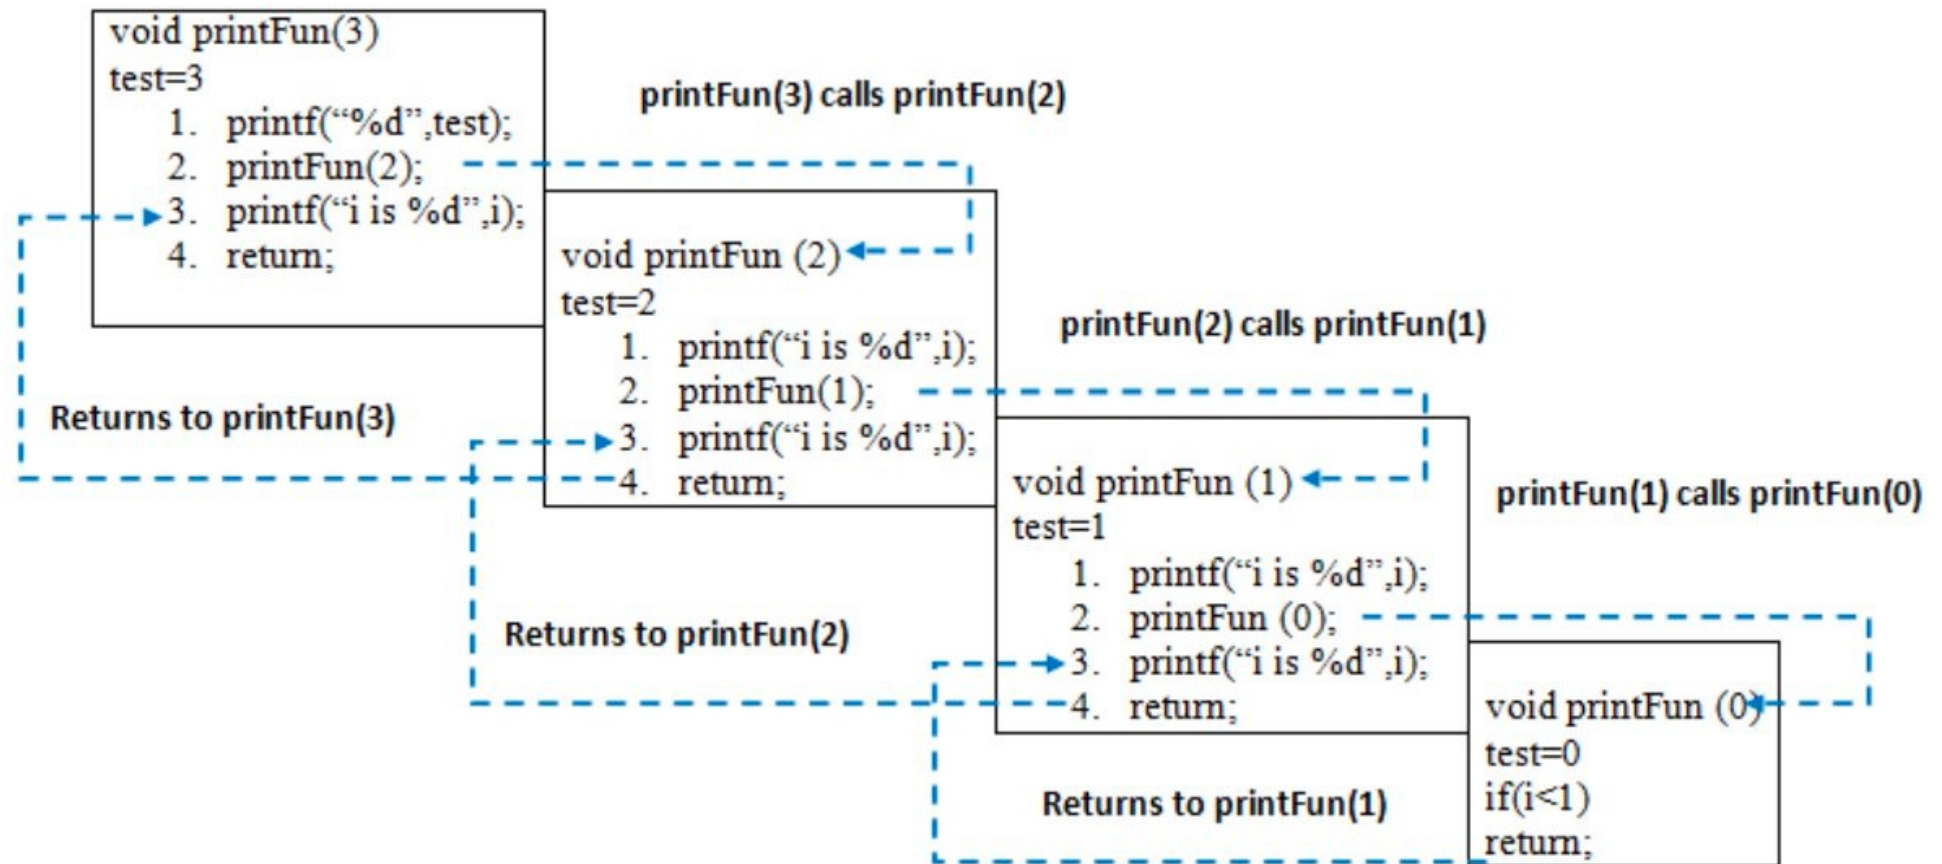 void printFun(3)
test=3
1. printf(“%d”,test);
2. printFun(2);
3. printf(“i is %d”,i);
4. return;
printFun(3) calls printFun(2)
void printFun (2)
test=2
1. printf(“i is %d”,i);
2. printFun(1);
3. printf(“i is %d”,i);
4. return;
Returns to printFun(3)
printFun(2) calls printFun(1)
void printFun (1)
test=1
1. printf(“i is %d”,i);
2. printFun (0);
3. printf(“i is %d”,i);
4. return;
Returns to printFun(2)
printFun(1) calls printFun(0)
void printFun (0)
test=0
if(i<1)
return;
Returns to printFun(1)